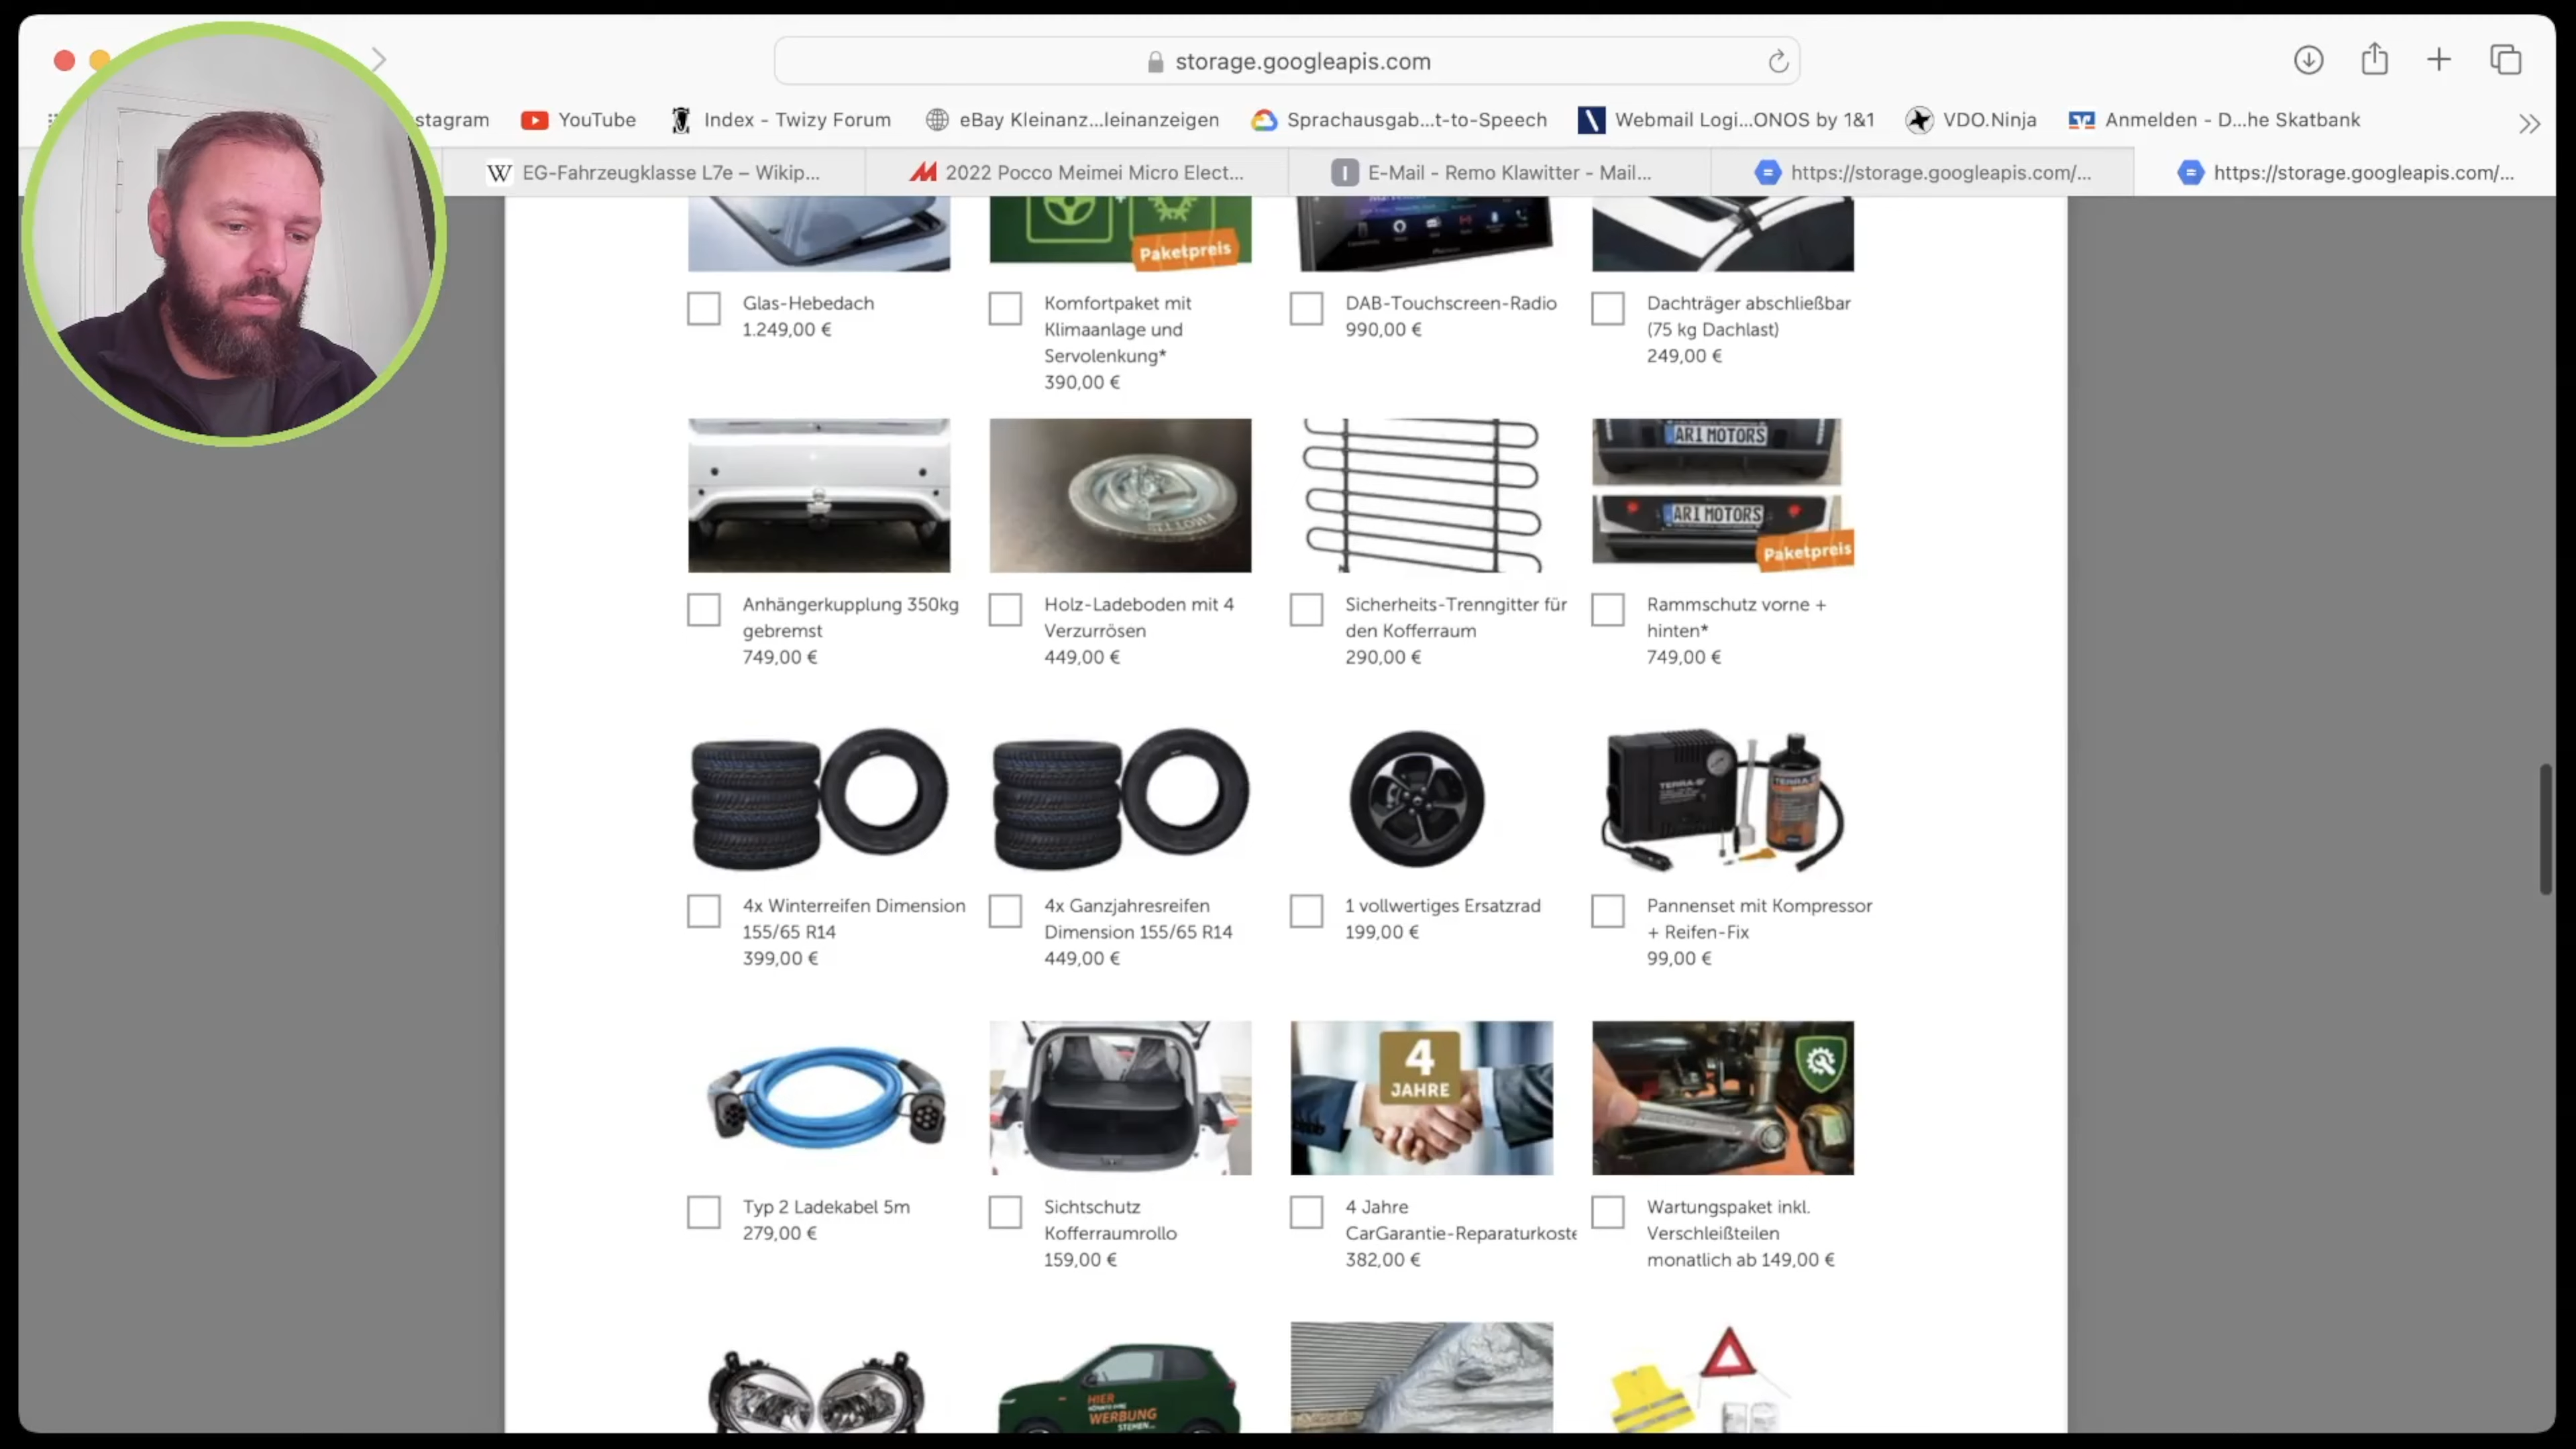 storage.googleapis.com
stagram
YouTube
Index - Twizy Forum
eBay Kleinanz...leinanzeigen
Sprachausgab...t-to-Speech
Webmail Logi...ONOS by 1&1
VDO.Ninja
Anmelden - D...he Skatbank
W EG-Fahrzeugklasse L7e – Wikip...
2022 Pocco Meimei Micro Elect...
I E-Mail - Remo Klawitter - Mail...
https://storage.googleapis.com/...
https://storage.googleapis.com/...
Paketpreis
Glas-Hebedach
1.249,00 €
Komfortpaket mit
Klimaanlage und
Servolenkung*
390,00 €
DAB-Touchscreen-Radio
990,00 €
Dachträger abschließbar
(75 kg Dachlast)
249,00 €
ARI MOTORS
ARI MOTORS
Paketpreis
Anhängerkupplung 350kg
gebremst
749,00 €
Holz-Ladeboden mit 4
Verzurrösen
449,00 €
Sicherheits-Trenngitter für
den Kofferraum
290,00 €
Rammschutz vorne +
hinten*
749,00 €
4x Winterreifen Dimension
155/65 R14
399,00 €
4x Ganzjahresreifen
Dimension 155/65 R14
449,00 €
1 vollwertiges Ersatzrad
199,00 €
Pannenset mit Kompressor
+ Reifen-Fix
99,00 €
4
JAHRE
Typ 2 Ladekabel 5m
279,00 €
Sichtschutz
Kofferraumrollo
159,00 €
4 Jahre
CarGarantie-Reparaturkoste
382,00 €
Wartungspaket inkl.
Verschleißteilen
monatlich ab 149,00 €
HIER
WERBUNG
STEHEN...